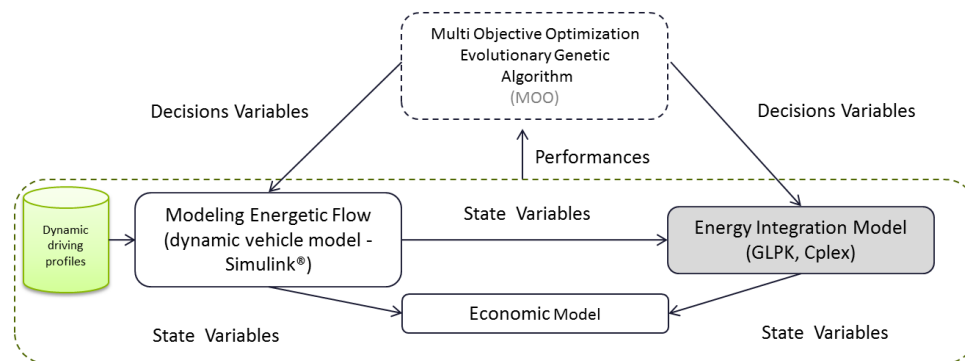 Multi Objective Optimization
Evolutionary Genetic
Algorithm
(MOO)
Decisions Variables
Decisions Variables
Performances
Dynamic
driving
profiles
Modeling Energetic Flow
(dynamic vehicle model -
Simulink®)
State Variables
Energy Integration Model
(GLPK, Cplex)
Economic Model
State Variables
State Variables